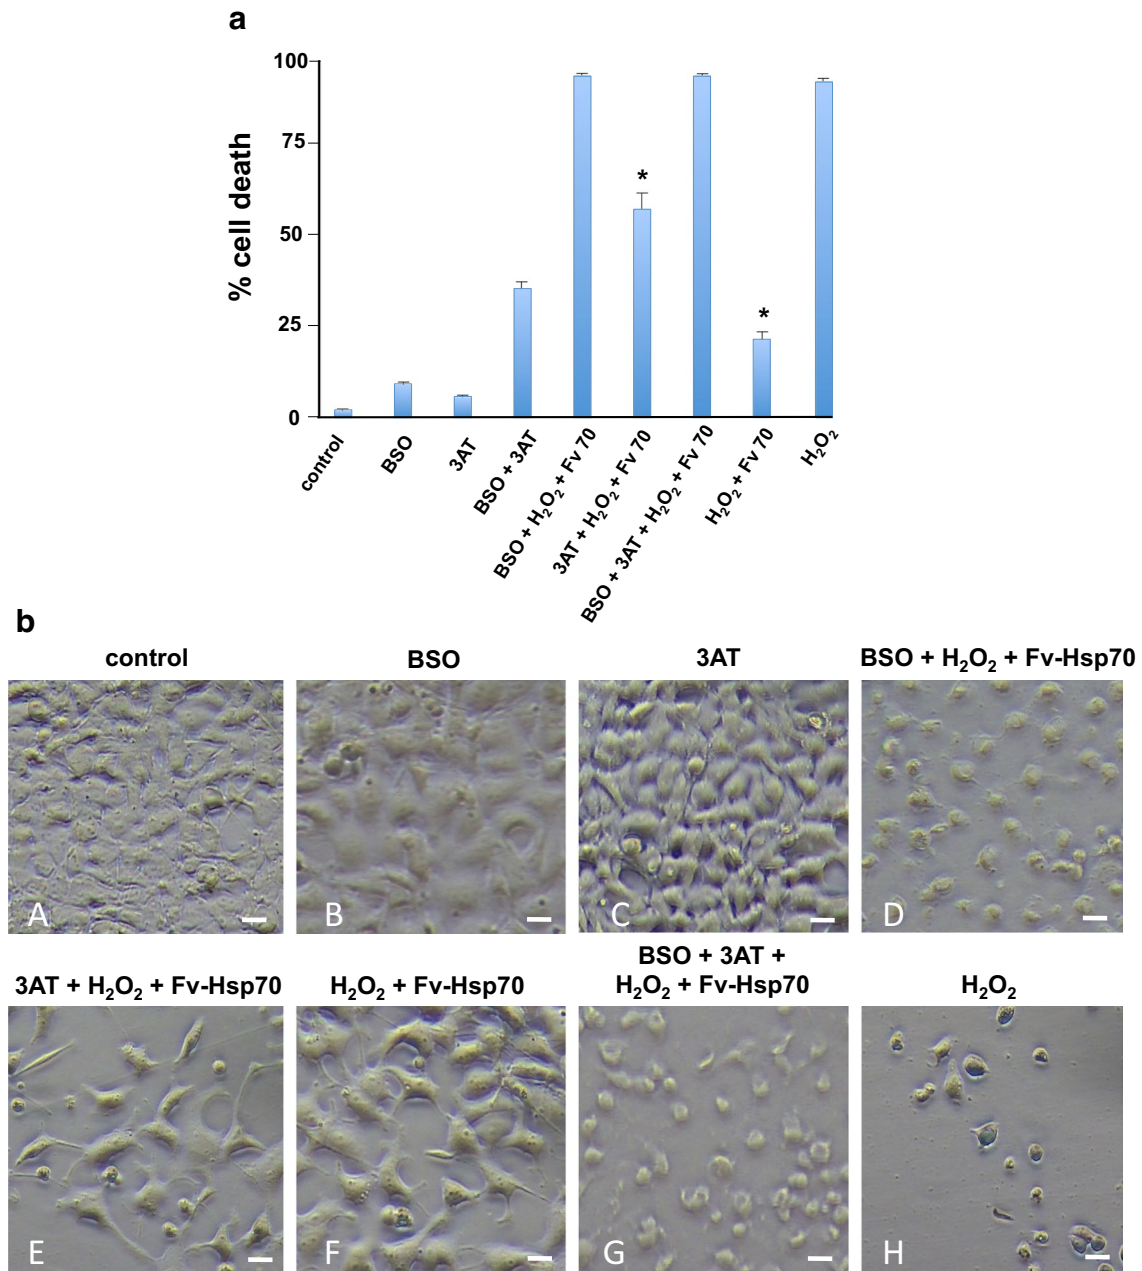 a
100
75
50
25
0
% cell death
*
*
control
BSO
3AT
BSO + 3AT
BSO + H₂O₂ + Fv 70
3AT + H₂O₂ + Fv 70
BSO + 3AT + H₂O₂ + Fv 70
H₂O₂ + Fv 70
H₂O₂
b
control
BSO
3AT
BSO + H₂O₂ + Fv-Hsp70
A
B
C
D
3AT + H₂O₂ + Fv-Hsp70
H₂O₂ + Fv-Hsp70
BSO + 3AT +
H₂O₂ + Fv-Hsp70
H₂O₂
E
F
G
H